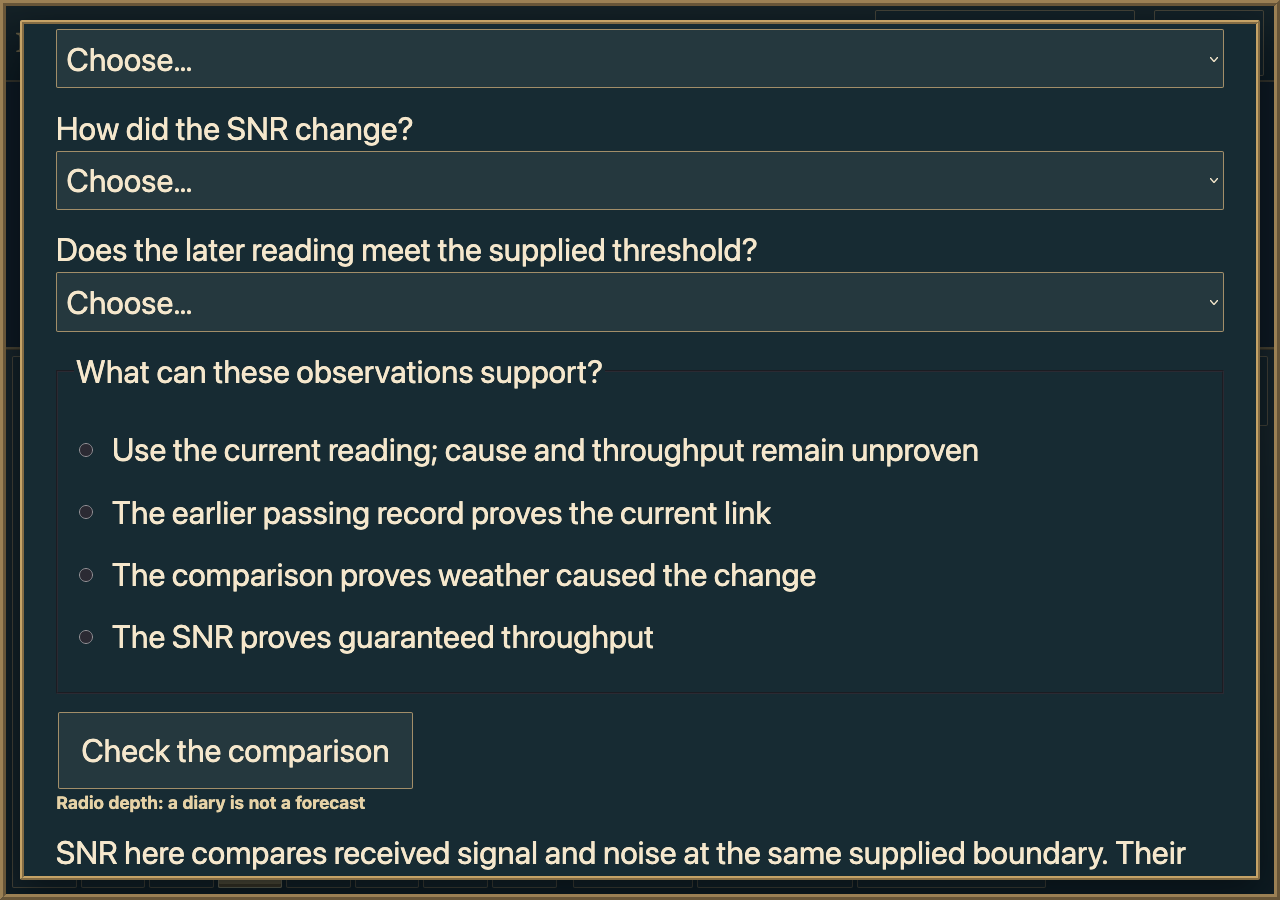 Choose...
How did the SNR change?
Choose...
Does the later reading meet the supplied threshold?
Choose...
What can these observations support?
Use the current reading; cause and throughput remain unproven
The earlier passing record proves the current link
The comparison proves weather caused the change
The SNR proves guaranteed throughput
Check the comparison
Radio depth: a diary is not a forecast
SNR here compares received signal and noise at the same supplied boundary. Their